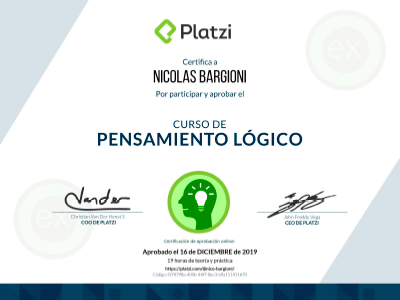 Platzi
Certifica a
NICOLAS BARGIONI
Por participar y aprobar el
CURSO DE
PENSAMIENTO LÓGICO
Christian Van Der Henst S
COO DE PLATZI
John Freddy Vega
CEO DE PLATZI
Certificación de aprobación online:
Aprobado el 16 de DICIEMBRE de 2019
19 horas de teoría y práctica
https://platzi.com/@nico-bargioni/
Código: